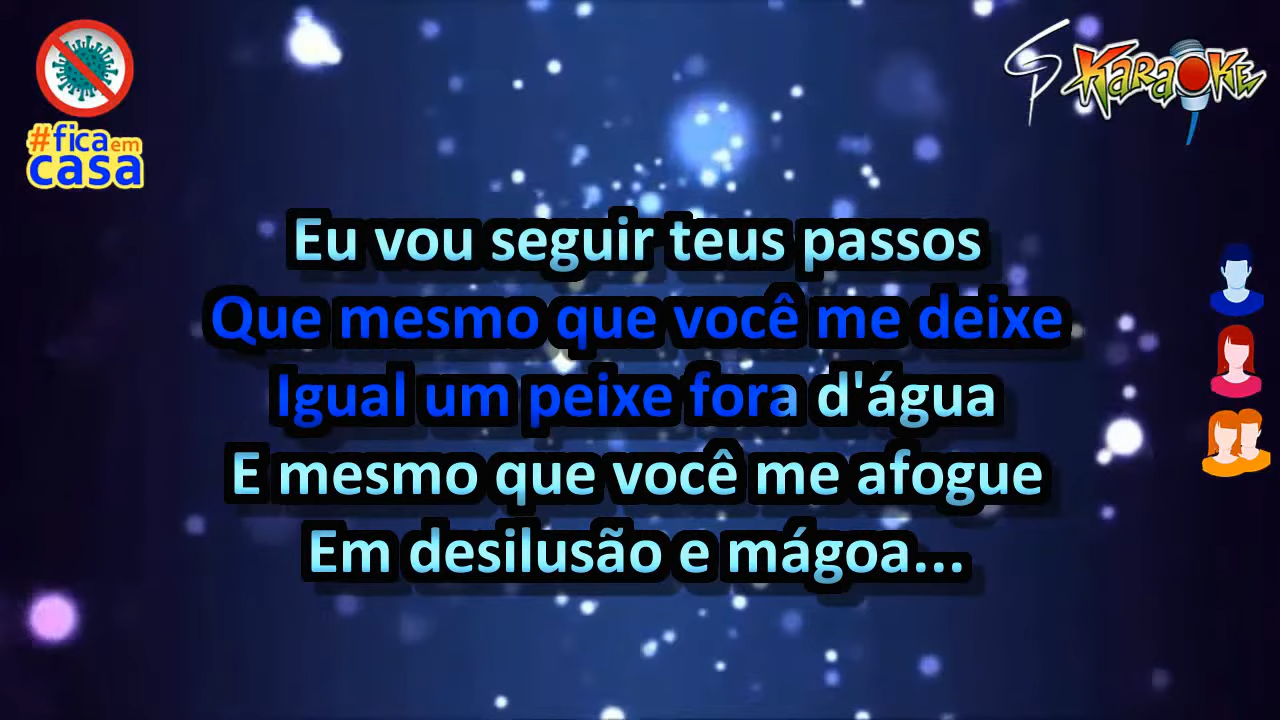 #fica em
casa
Karaoke
Eu vou seguir teus passos
Que mesmo que você me deixe
Igual um peixe fora d'água
E mesmo que você me afogue
Em desilusão e mágoa...